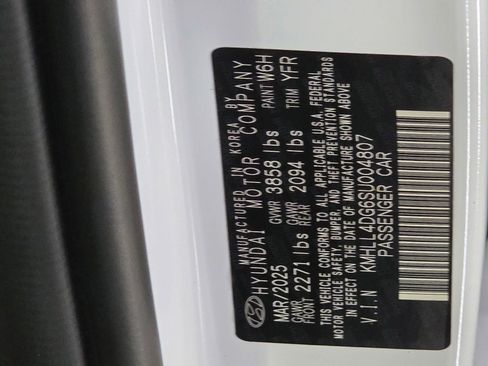 MANUFACTURED IN KOREA BY
HYUNDAI MOTOR COMPANY
MAR/2025 GVWR 3858 lbs PAINT W6H
GAWR FRONT 2271 lbs GAWR REAR 2094 lbs TRIM YFR
THIS VEHICLE CONFORMS TO ALL APPLICABLE U.S.A. FEDERAL
MOTOR VEHICLE SAFETY, BUMPER, AND THEFT PREVENTION STANDARDS
IN EFFECT ON THE DATE OF MANUFACTURE SHOWN ABOVE
V.I.N KMHLL4DG6SU004807
PASSENGER CAR